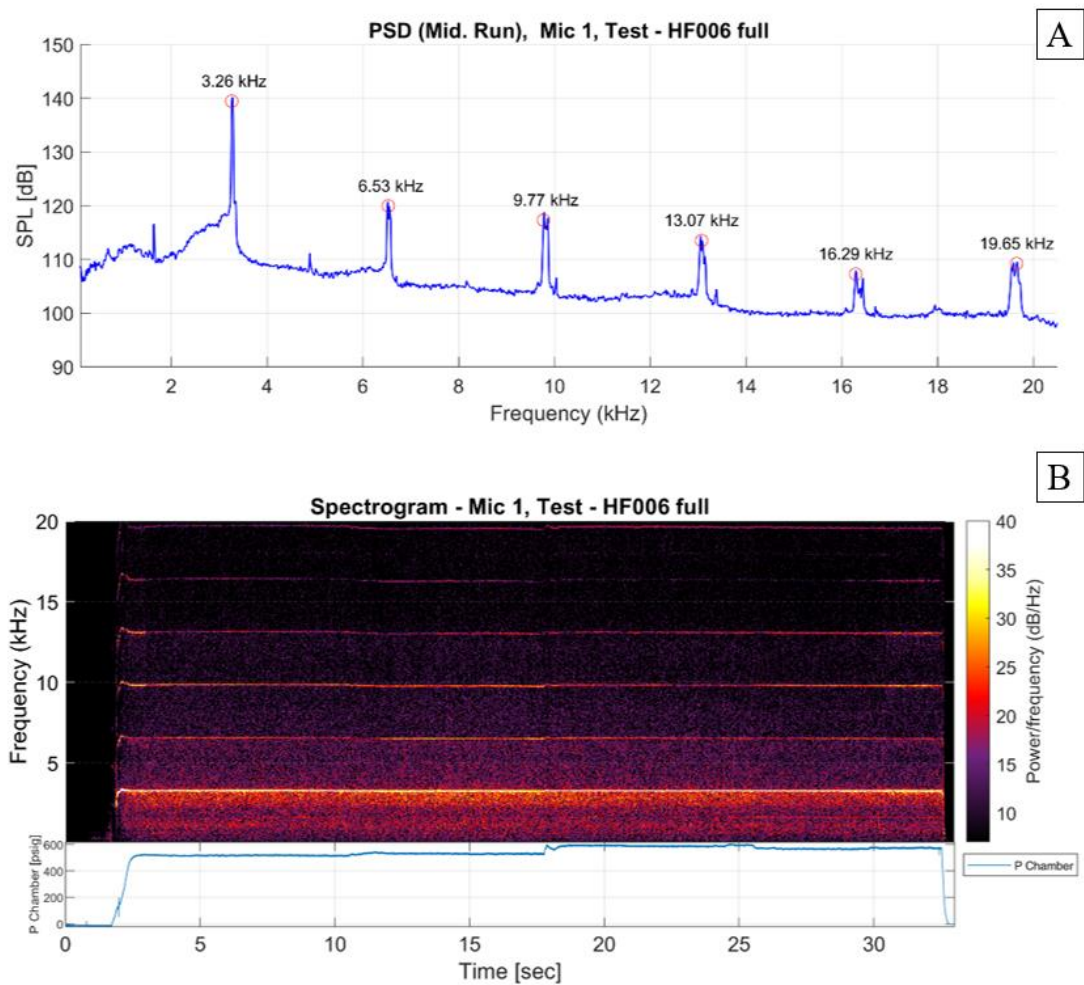 PSD (Mid. Run),  Mic 1, Test - HF006 full
A
150
140
130
120
110
100
90
SPL [dB]
3.26 kHz
6.53 kHz
9.77 kHz
13.07 kHz
16.29 kHz
19.65 kHz
2 4 6 8 10 12 14 16 18 20
Frequency (kHz)
B
Spectrogram - Mic 1, Test - HF006 full
20
15
10
5
Frequency (kHz)
40
35
30
25
20
15
10
Power/frequency (dB/Hz)
600
400
200
0
P Chamber [psig]
P Chamber
0 5 10 15 20 25 30
Time [sec]